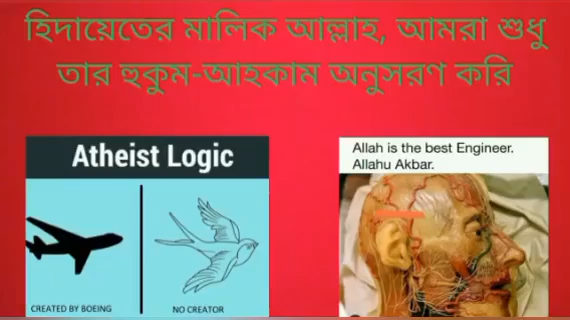 হিদায়েতের মালিক আল্লাহ, আমরা শুধু
তার হুকুম-আহকাম অনুসরণ করি
Atheist Logic
CREATED BY BOEING
NO CREATOR
Allah is the best Engineer.
Allahu Akbar.